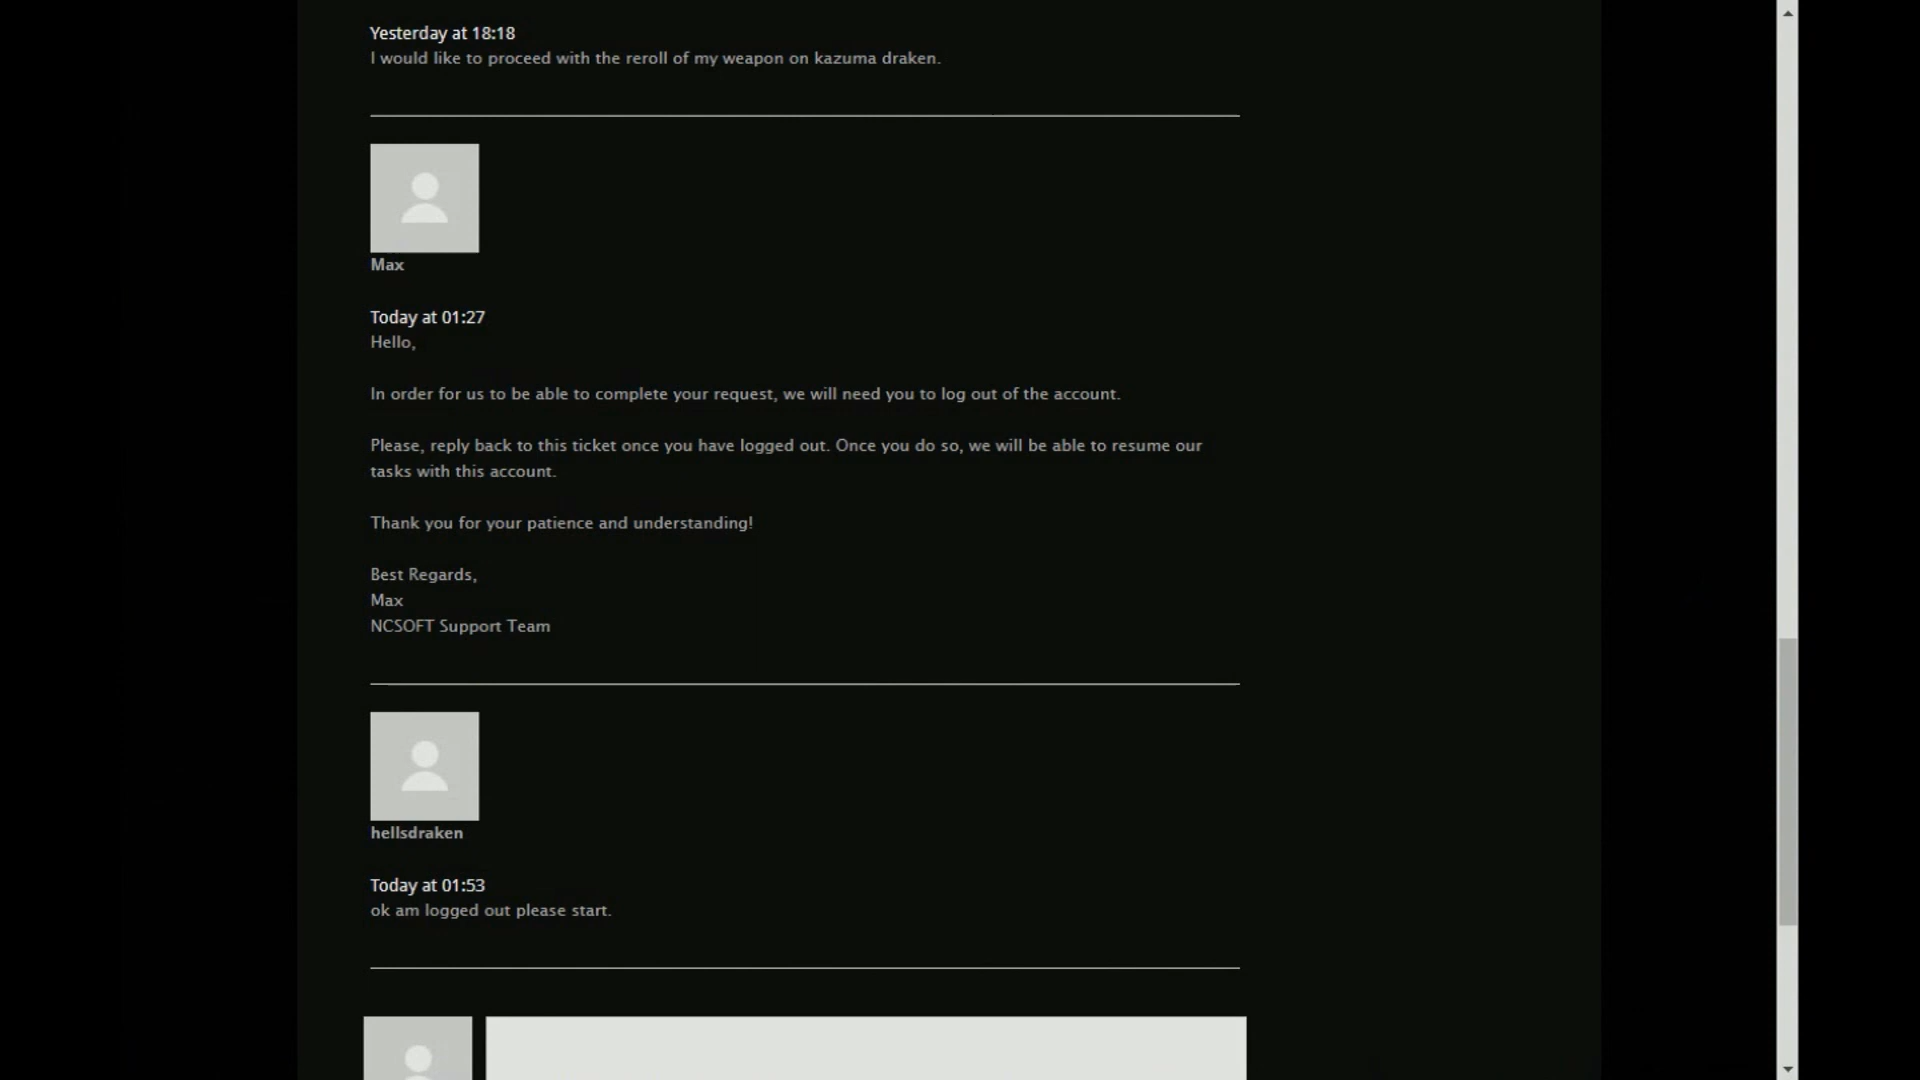 Yesterday at 18:18
I would like to proceed with the reroll of my weapon on kazuma draken.
Max
Today at 01:27
Hello,
In order for us to be able to complete your request, we will need you to log out of the account.
Please, reply back to this ticket once you have logged out. Once you do so, we will be able to resume our
tasks with this account.
Thank you for your patience and understanding!
Best Regards,
Max
NCSOFT Support Team
hellsdraken
Today at 01:53
ok am logged out please start.